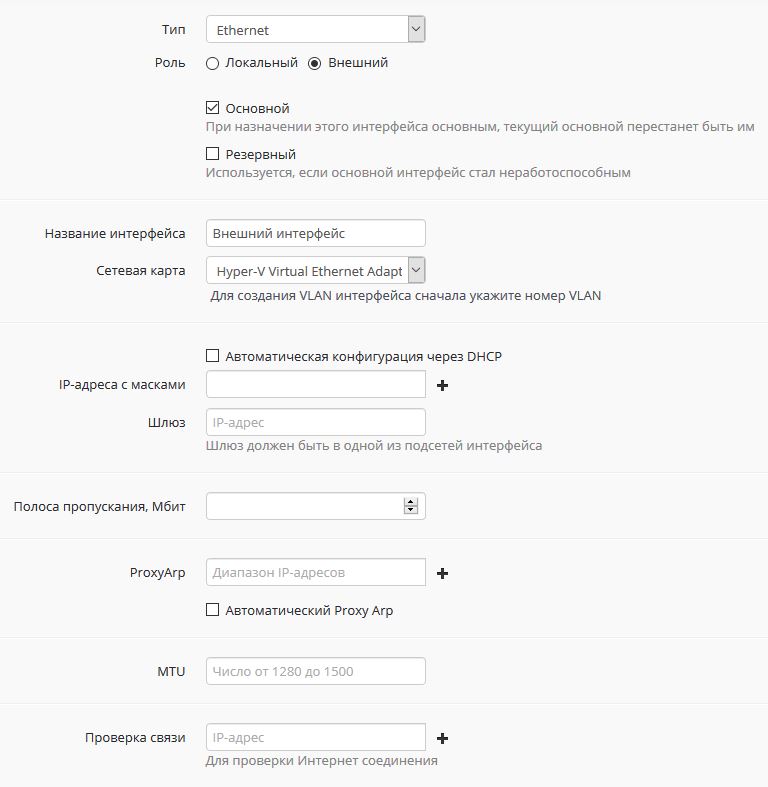 Тип
Ethernet
Роль
Локальный
Внешний
Основной
При назначении этого интерфейса основным, текущий основной перестанет быть им
Резервный
Используется, если основной интерфейс стал неработоспособным
Название интерфейса
Внешний интерфейс
Сетевая карта
Hyper-V Virtual Ethernet Adapt
Для создания VLAN интерфейса сначала укажите номер VLAN
Автоматическая конфигурация через DHCP
IP-адреса с масками
Шлюз
IP-адрес
Шлюз должен быть в одной из подсетей интерфейса
Полоса пропускания, Мбит
ProxyArp
Диапазон IP-адресов
Автоматический Proxy Arp
MTU
Число от 1280 до 1500
Проверка связи
IP-адрес
Для проверки Интернет соединения